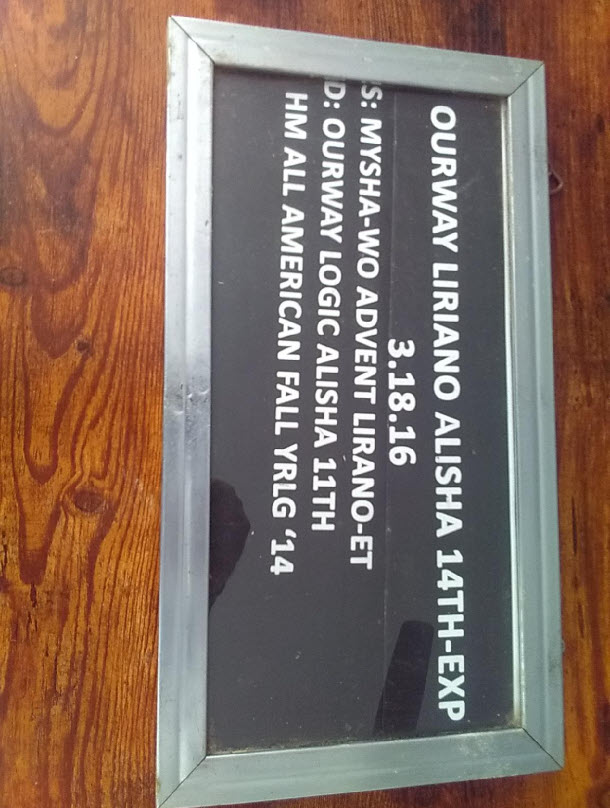 OURWAY LIRIANO ALISHA 14TH-EXP
3.18.16
S: MYSHA-WO ADVENT LIRANO-ET
D: OURWAY LOGIC ALISHA 11TH
HM ALL AMERICAN FALL YRLG ‘14